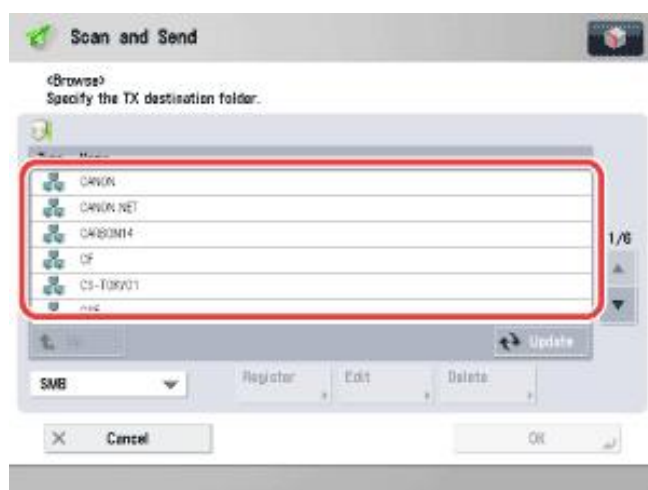 Scan and Send
<Browse>
Specify the TX destination folder.
Name
CANON
CANON.NET
CARBON14
CF
CS-TOKYO1
1/6
Update
SMB
Register
Edit
Delete
Cancel
OK